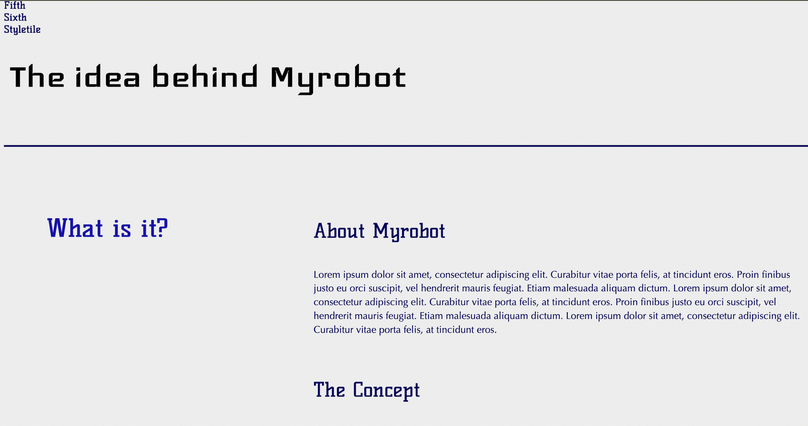 Fifth
Sixth
Styletile
The idea behind Myrobot
What is it?
About Myrobot
Lorem ipsum dolor sit amet, consectetur adipiscing elit. Curabitur vitae porta felis, at tincidunt eros. Proin finibus
justo eu orci suscipit, vel hendrerit mauris feugiat. Etiam malesuada aliquam dictum. Lorem ipsum dolor sit amet,
consectetur adipiscing elit. Curabitur vitae porta felis, at tincidunt eros. Proin finibus justo eu orci suscipit, vel
hendrerit mauris feugiat. Etiam malesuada aliquam dictum. Lorem ipsum dolor sit amet, consectetur adipiscing elit.
Curabitur vitae porta felis, at tincidunt eros.
The Concept